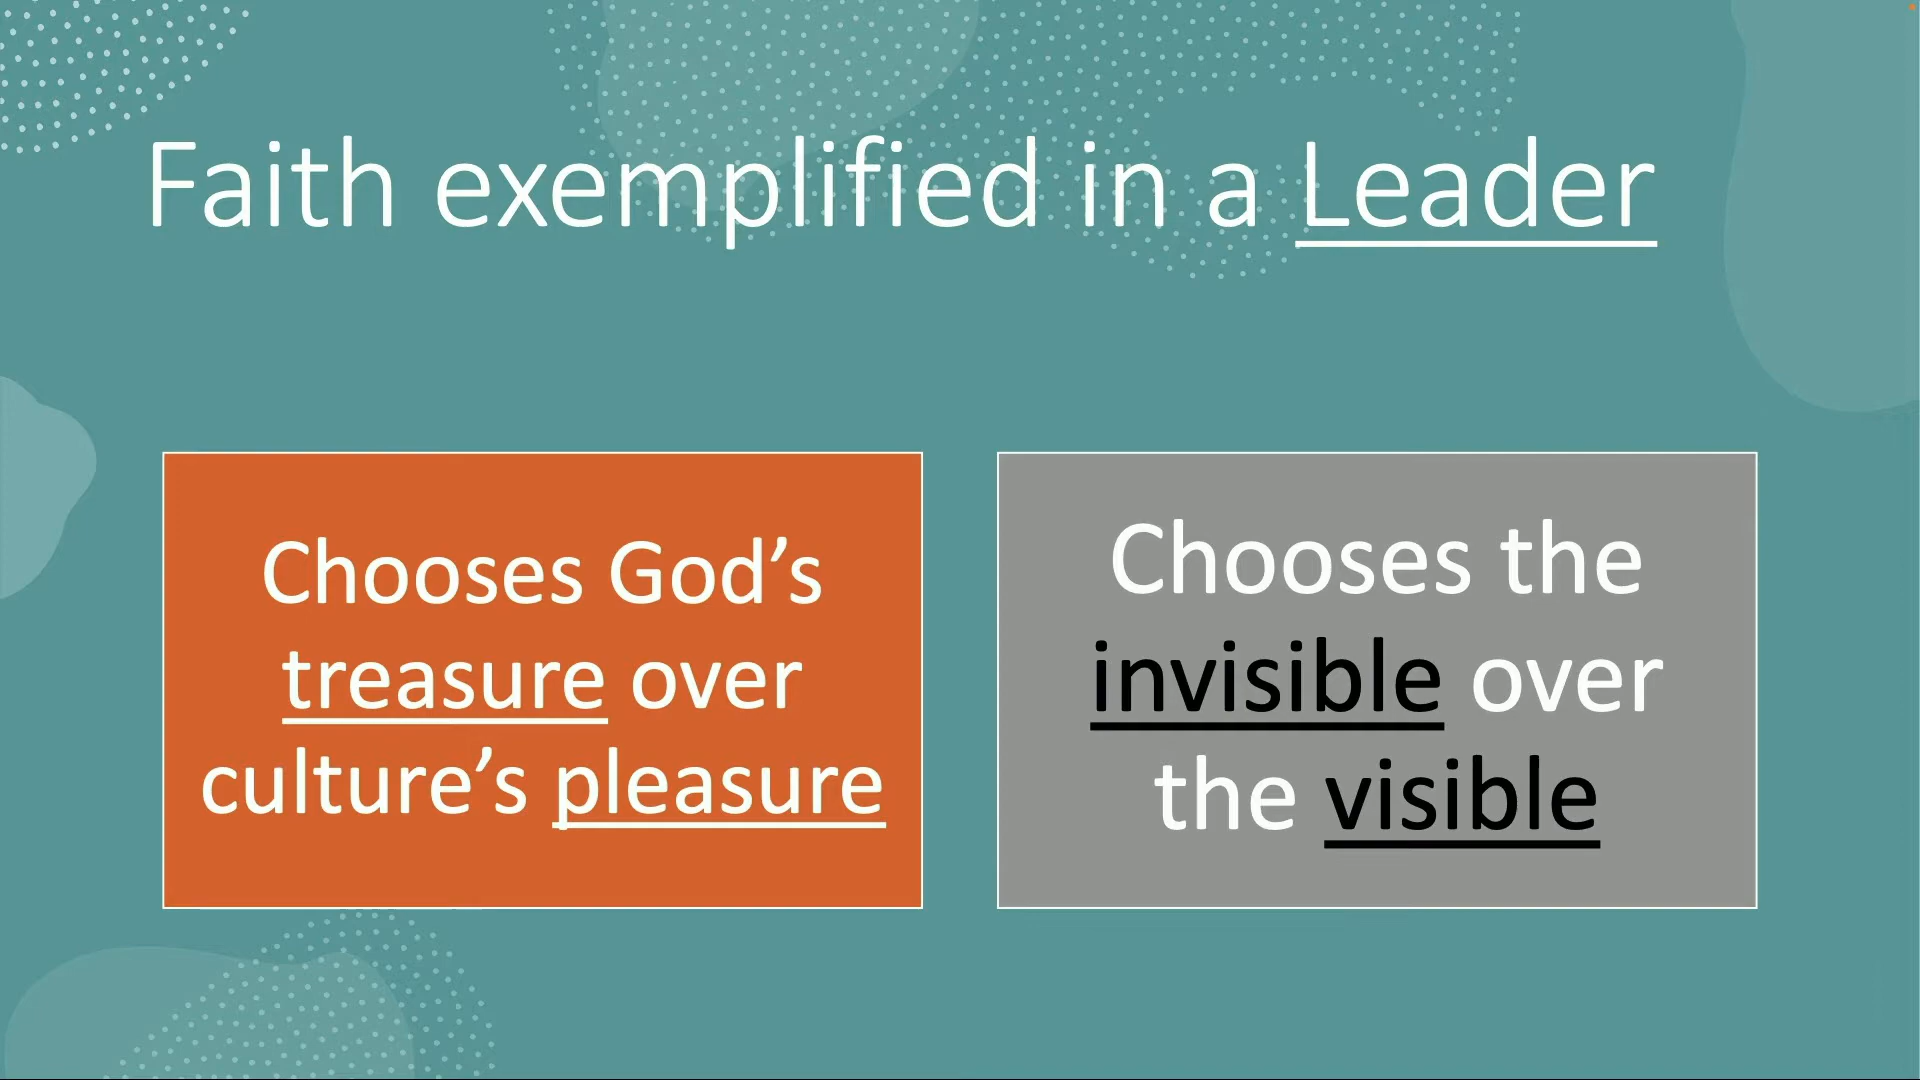 Faith exemplified in a Leader
Chooses God’s
treasure over
culture’s pleasure
Chooses the
invisible over
the visible